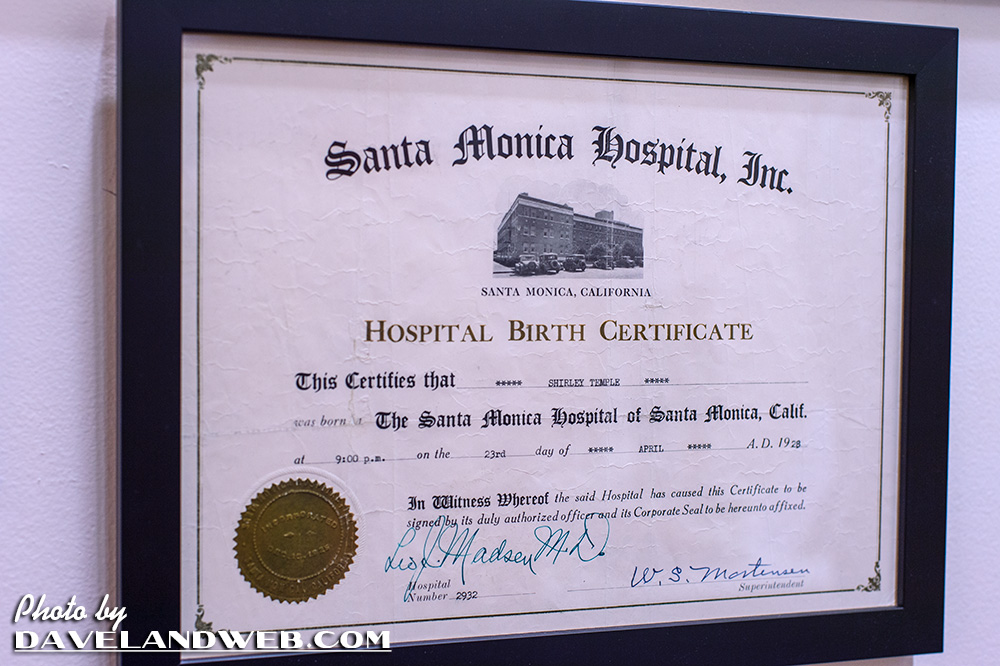 Santa Monica Hospital, Inc.
SANTA MONICA, CALIFORNIA
HOSPITAL BIRTH CERTIFICATE
This Certifies that ***** SHIRLEY TEMPLE *****
was born The Santa Monica Hospital of Santa Monica, Calif.
at 9:00 p.m. on the 23rd day of ***** APRIL ***** A.D. 1928
In Witness Whereof the said Hospital has caused this Certificate to be
signed by its duly authorized officer and its Corporate Seal to be hereunto affixed.
Leo J. Madsen M.D.
W. S. Mortensen
Hospital
Number 2932
Superintendent
INCORPORATED
Photo by
DAVELANDWEB.COM